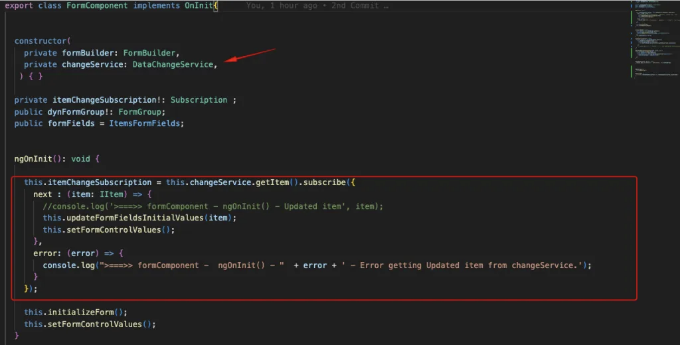 export class FormComponent implements OnInit{ You, 1 hour ago • 2nd Commit …
constructor(
private formBuilder: FormBuilder,
private changeService: DataChangeService,
) { }
private itemChangeSubscription!: Subscription ;
public dynFormGroup!: FormGroup;
public formFields = ItemsFormFields;
ngOnInit(): void {
this.itemChangeSubscription = this.changeService.getItem().subscribe({
next : (item: IItem) => {
//console.log('>===>> formComponent - ngOnInit() - Updated item', item);
this.updateFormFieldsInitialValues(item);
this.setFormControlValues();
},
error: (error) => {
console.log(">===>> formComponent -  ngOnInit() - "  + error + ' - Error getting Updated item from changeService.');
}
});
this.initializeForm();
this.setFormControlValues();
}